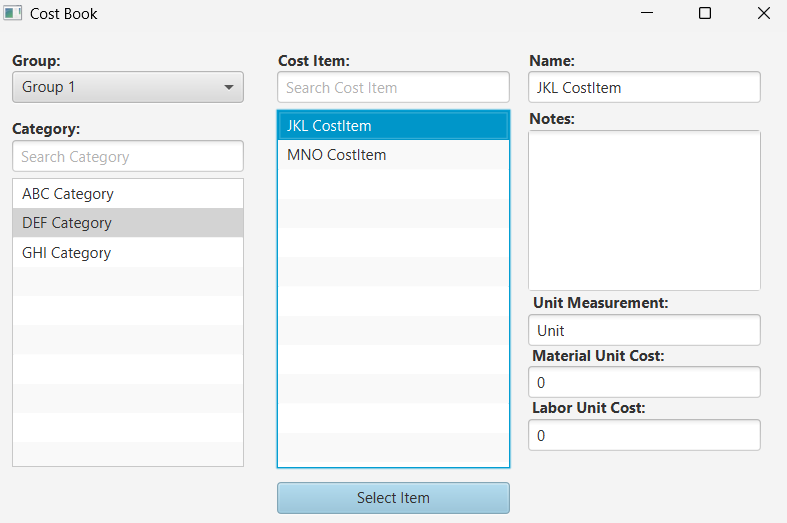 Cost Book
Group:
Group 1
Category:
Search Category
ABC Category
DEF Category
GHI Category
Cost Item:
Search Cost Item
JKL CostItem
MNO CostItem
Select Item
Name:
JKL CostItem
Notes:
Unit Measurement:
Unit
Material Unit Cost:
0
Labor Unit Cost:
0